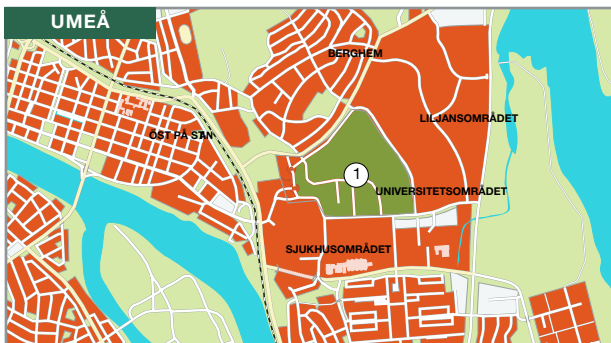 UMEÅ
BERGHEM
LILJANSOMRÅDET
ÖST PÅ STAN
1
UNIVERSITETSOMRÅDET
SJUKHUSOMRÅDET